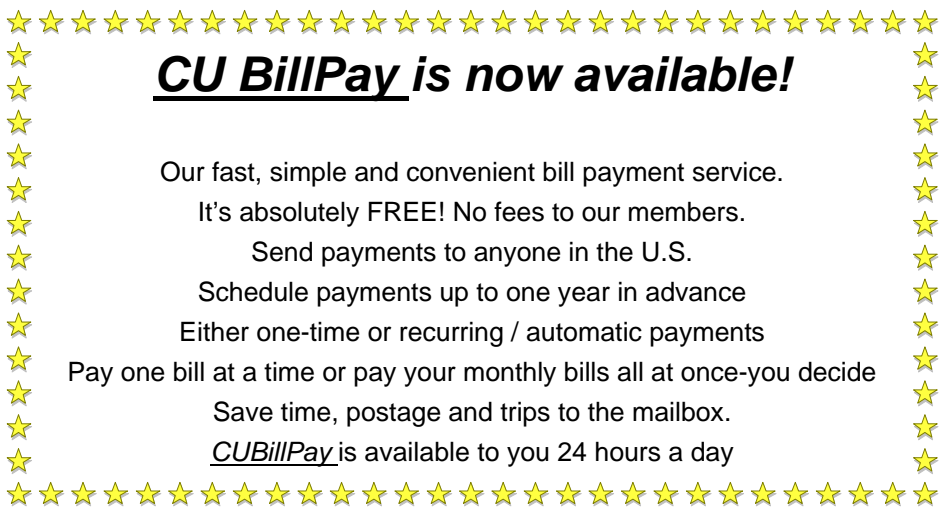 CU BillPay is now available!
Our fast, simple and convenient bill payment service.
It's absolutely FREE! No fees to our members.
Send payments to anyone in the U.S.
Schedule payments up to one year in advance
Either one-time or recurring / automatic payments
Pay one bill at a time or pay your monthly bills all at once-you decide
Save time, postage and trips to the mailbox.
CUBillPay is available to you 24 hours a day